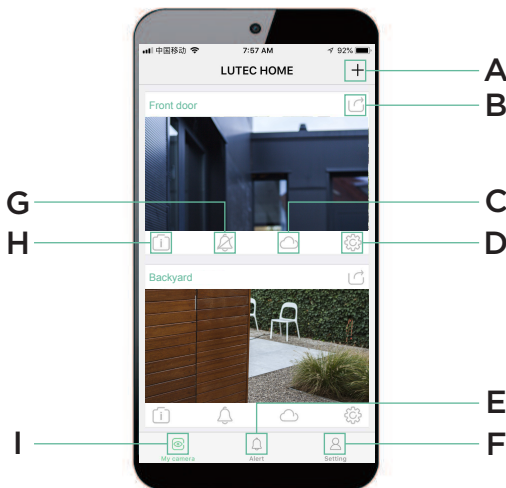 中国移动 7:57 AM 92%
LUTEC HOME
A
Front door
B
G
C
H
D
Backyard
E
I
My camera
Alert
Setting
F